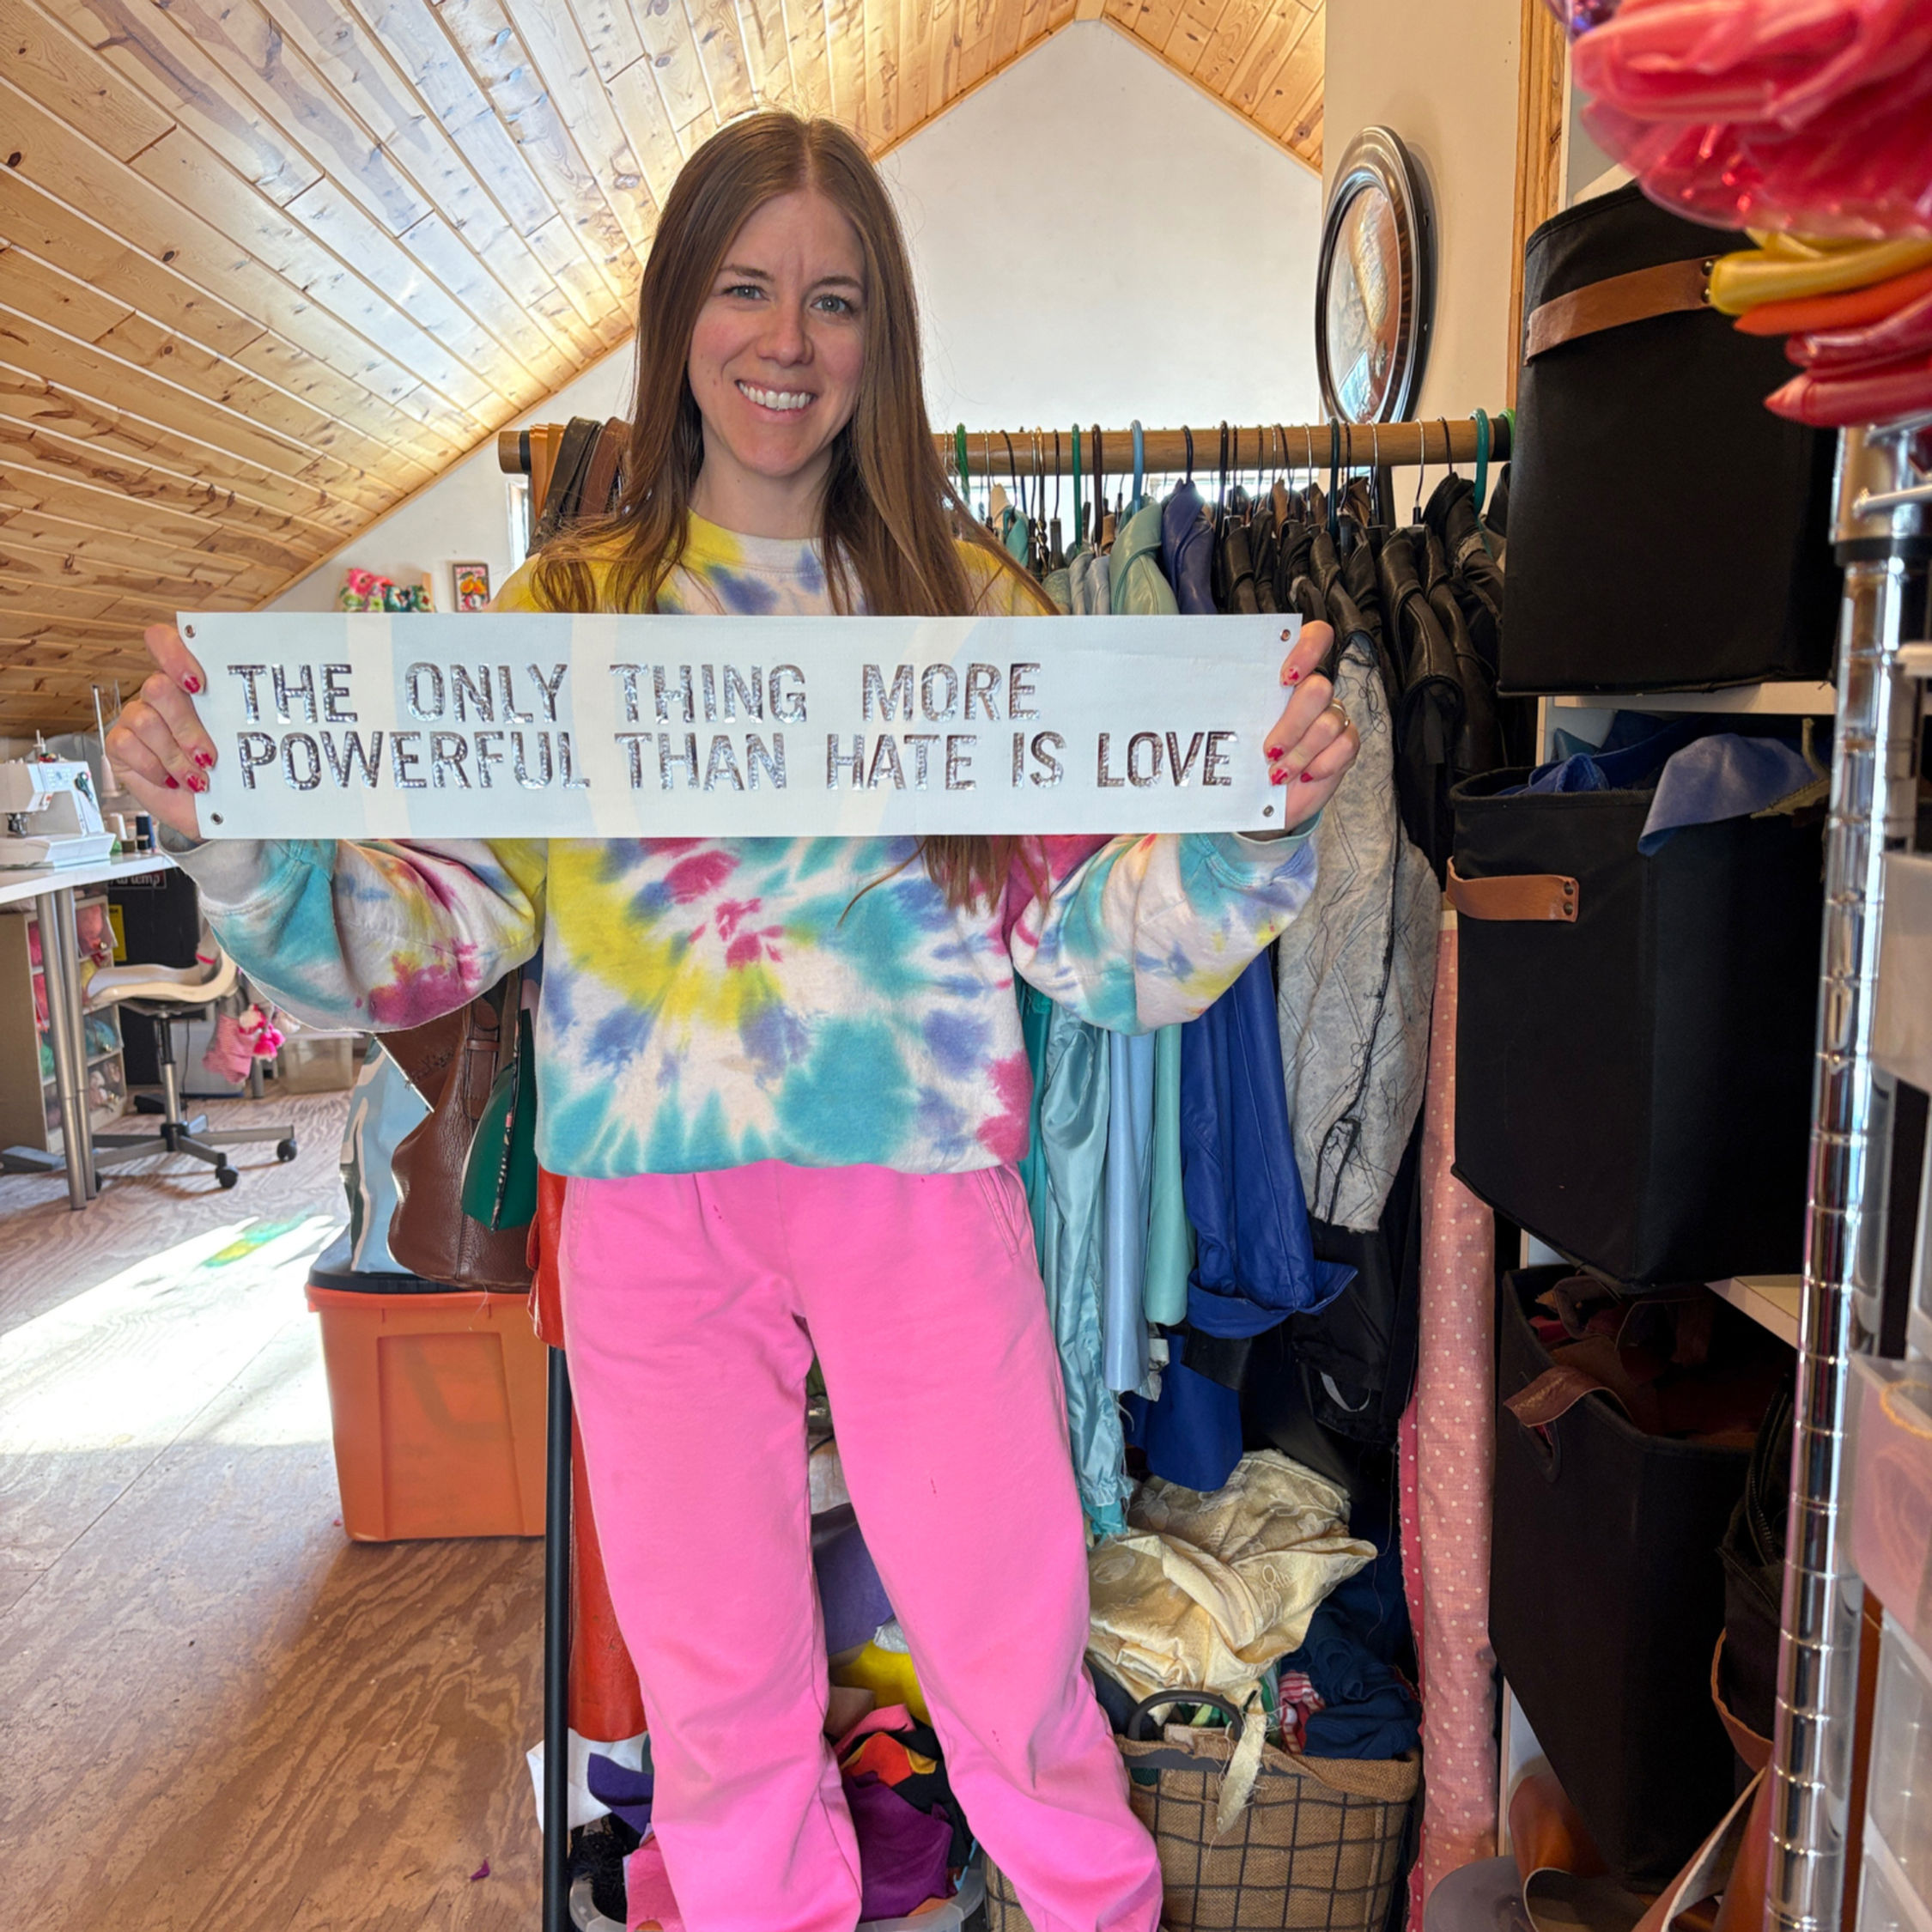 THE ONLY THING MORE
POWERFUL THAN HATE IS LOVE